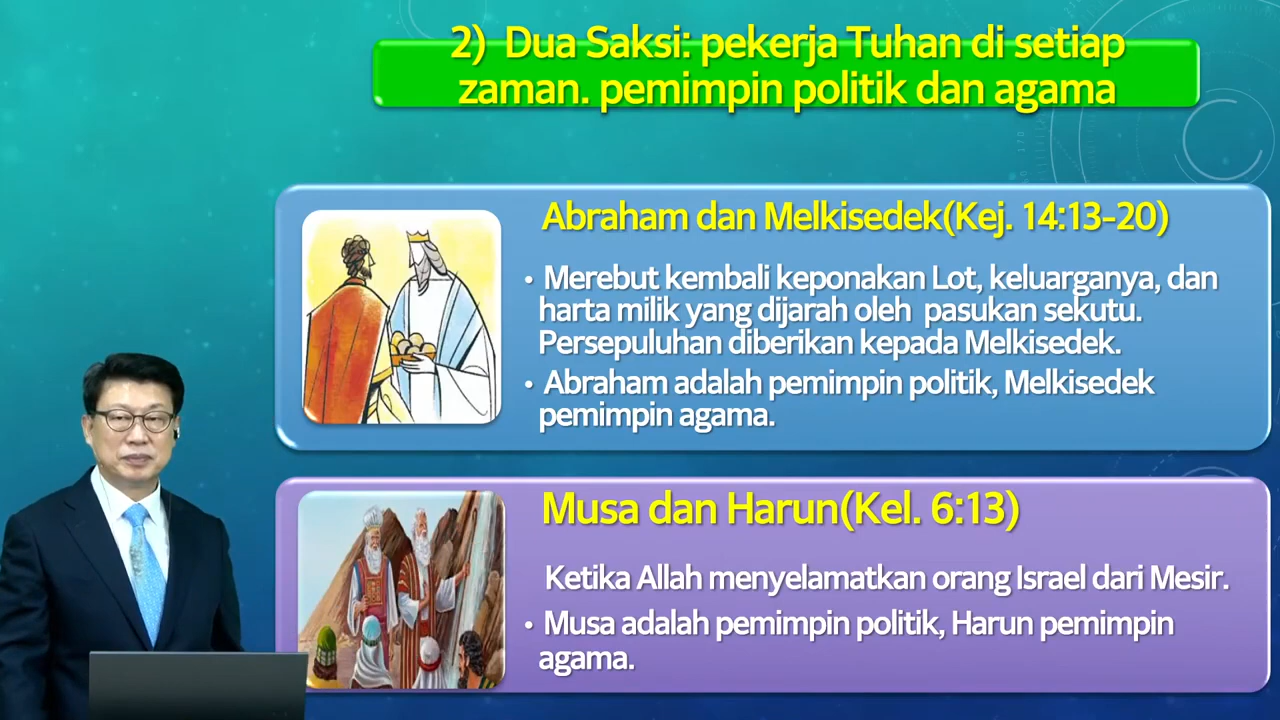 2) Dua Saksi: pekerja Tuhan di setiap
zaman. pemimpin politik dan agama
Abraham dan Melkisedek(Kej. 14:13-20)
• Merebut kembali keponakan Lot, keluarganya, dan
harta milik yang dijarah oleh pasukan sekutu.
Persepuluhan diberikan kepada Melkisedek.
• Abraham adalah pemimpin politik, Melkisedek
pemimpin agama.
Musa dan Harun(Kel. 6:13)
Ketika Allah menyelamatkan orang Israel dari Mesir.
• Musa adalah pemimpin politik, Harun pemimpin
agama.